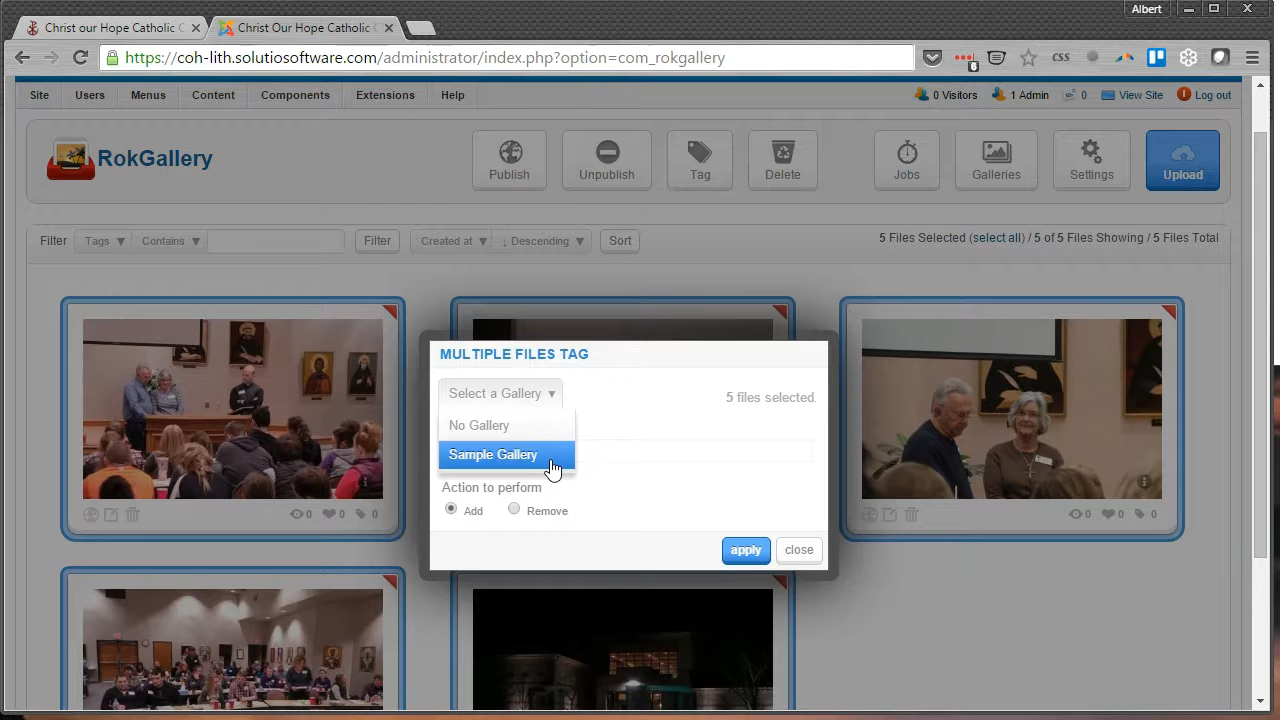 Albert
Christ our Hope Catholic C
Christ Our Hope Catholic
https://coh-lith.solutiosoftware.com/administrator/index.php?option=com_rokgallery
CSS
6
Site Users Menus Content Components Extensions Help
0 Visitors 1 Admin 0 View Site Log out
RokGallery
Publish Unpublish Tag Delete Jobs Galleries Settings Upload
Filter Tags ▼ Contains ▼ Filter Created at ▼ ↓ Descending ▼ Sort
5 Files Selected (select all) / 5 of 5 Files Showing / 5 Files Total
MULTIPLE FILES TAG
Select a Gallery ▼
5 files selected.
No Gallery
Sample Gallery
Action to perform
Add Remove
0 0 0
0 0 0
apply close